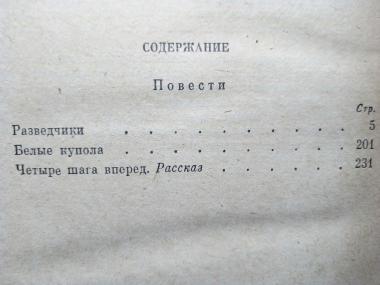 СОДЕРЖАНИЕ
Повести
Стр.
Разведчики . . . . . . . . . . . 5
Белые купола . . . . . . . . . . 201
Четыре шага вперед. Рассказ . . . . . . 231